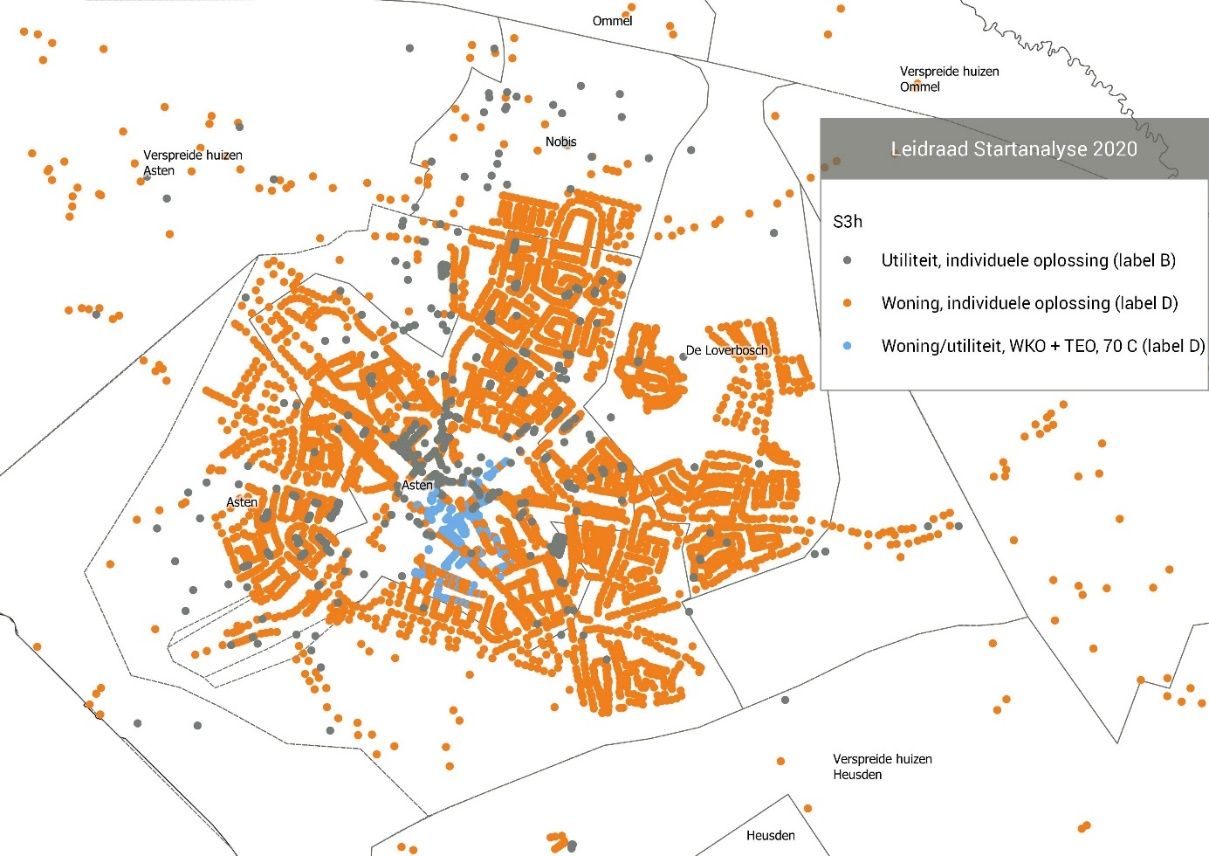 Ommel
Verspreide huizen
Ommel
Leidraad Startanalyse 2020
Nobis
Verspreide huizen
Asten
S3h
Utiliteit, individuele oplossing (label B)
Woning, individuele oplossing (label D)
Woning/utiliteit, WKO + TEO, 70 C (label D)
De Loverbosch
Asten
Asten
Verspreide huizen
Heusden
Heusden